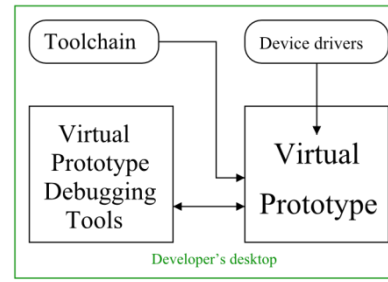 Toolchain
Device drivers
Virtual
Prototype
Debugging
Tools
Virtual
Prototype
Developer's desktop